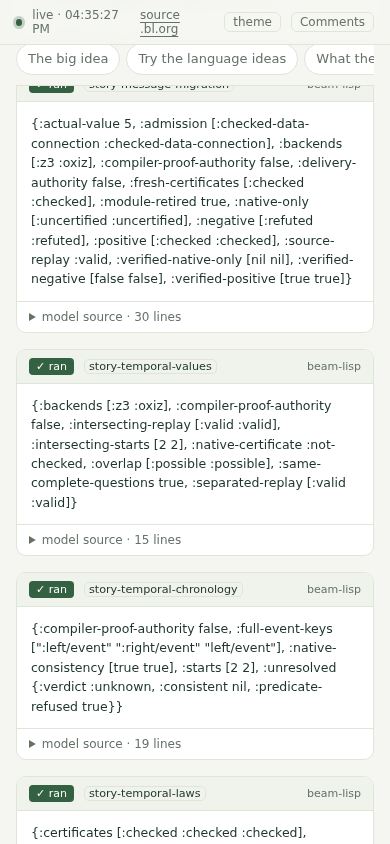 live · 04:35:27 PM
source .bl.org
theme
Comments
The big idea
Try the language ideas
What the
✓ ran story-message-migration beam-lisp
{:actual-value 5, :admission [:checked-data-
connection :checked-data-connection], :backends
[:z3 :oxiz], :compiler-proof-authority false, :delivery-
authority false, :fresh-certificates [:checked
:checked], :module-retired true, :native-only
[:uncertified :uncertified], :negative [:refuted
:refuted], :positive [:checked :checked], :source-
replay :valid, :verified-native-only [nil nil], :verified-
negative [false false], :verified-positive [true true]}
▶ model source · 30 lines
✓ ran story-temporal-values beam-lisp
{:backends [:z3 :oxiz], :compiler-proof-authority
false, :intersecting-replay [:valid :valid],
:intersecting-starts [2 2], :native-certificate :not-
checked, :overlap [:possible :possible], :same-
complete-questions true, :separated-replay [:valid
:valid]}
▶ model source · 15 lines
✓ ran story-temporal-chronology beam-lisp
{:compiler-proof-authority false, :full-event-keys
[":left/event" ":right/event" "left/event"], :native-
consistency [true true], :starts [2 2], :unresolved
{:verdict :unknown, :consistent nil, :predicate-
refused true}}
▶ model source · 19 lines
✓ ran story-temporal-laws beam-lisp
{:certificates [:checked :checked :checked],